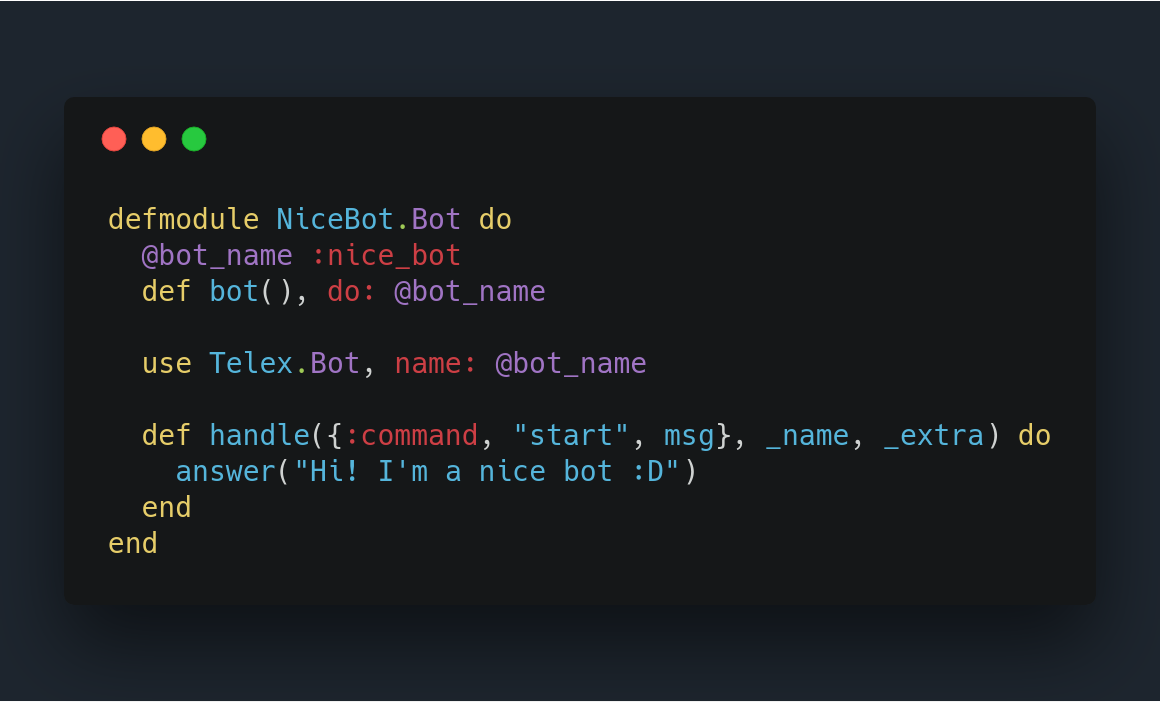 defmodule NiceBot.Bot do
  @bot_name :nice_bot
  def bot(), do: @bot_name

  use Telex.Bot, name: @bot_name

  def handle({:command, "start", msg}, _name, _extra) do
    answer("Hi! I'm a nice bot :D")
  end
end